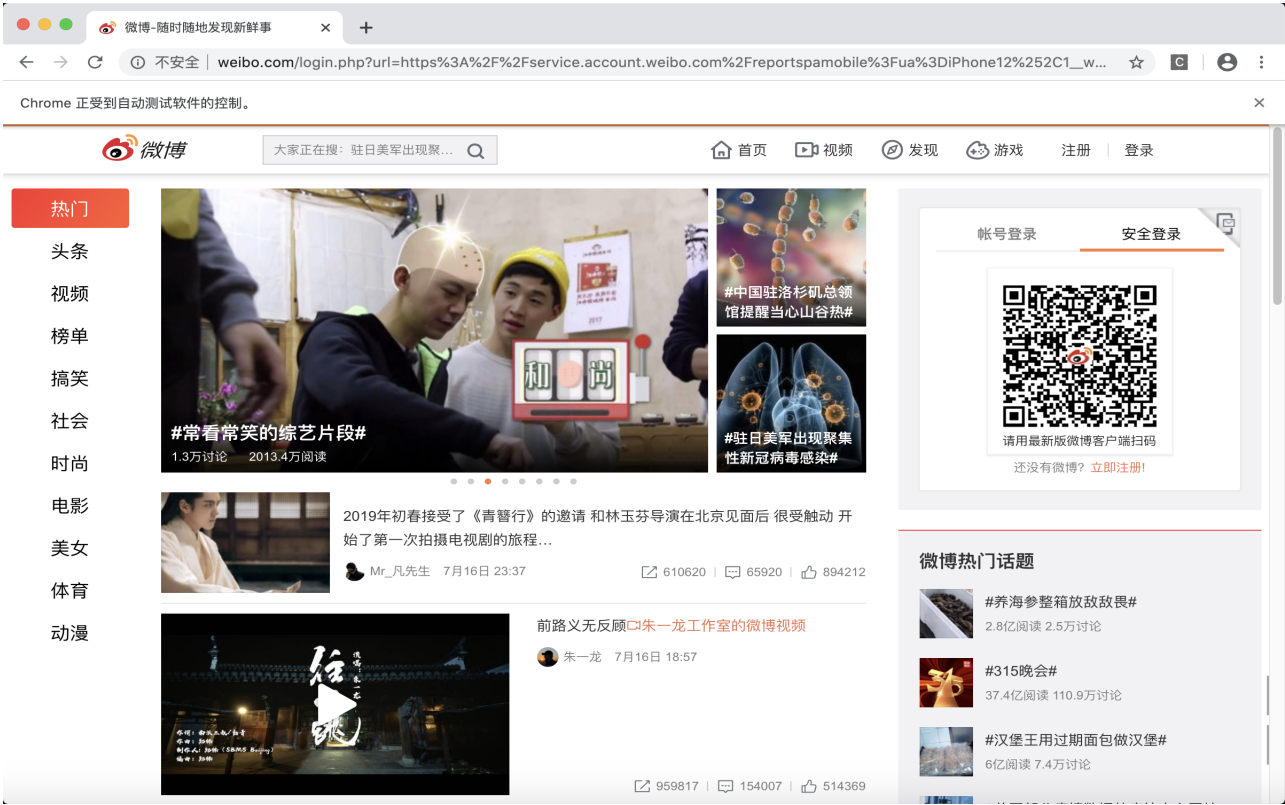 微博-随时随地发现新鲜事
不安全 weibo.com/login.php?url=https%3A%2F%2Fservice.account.weibo.com%2Freportspamobile%3Fua%3DiPhone12%252C1__w...
Chrome 正受到自动测试软件的控制。
微博
大家正在搜：驻日美军出现聚...
首页
视频
发现
游戏
注册
登录
热门
头条
视频
榜单
搞笑
社会
时尚
电影
美女
体育
动漫
2017
和 尚
#常看常笑的综艺片段#
1.3万讨论 2013.4万阅读
#中国驻洛杉矶总领
馆提醒当心山谷热#
#驻日美军出现聚集
性新冠病毒感染#
2019年初春接受了《青簪行》的邀请 和林玉芬导演在北京见面后 很受触动 开
始了第一次拍摄电视剧的旅程...
Mr_凡先生 7月16日 23:37
610620 65920 894212
前路义无反顾朱一龙工作室的微博视频
朱一龙 7月16日 18:57
959817 154007 514369
帐号登录
安全登录
请用最新版微博客户端扫码
还没有微博？立即注册!
微博热门话题
#养海参整箱放敌敌畏#
2.8亿阅读 2.5万讨论
#315晚会#
37.4亿阅读 110.9万讨论
#汉堡王用过期面包做汉堡#
6亿阅读 7.4万讨论